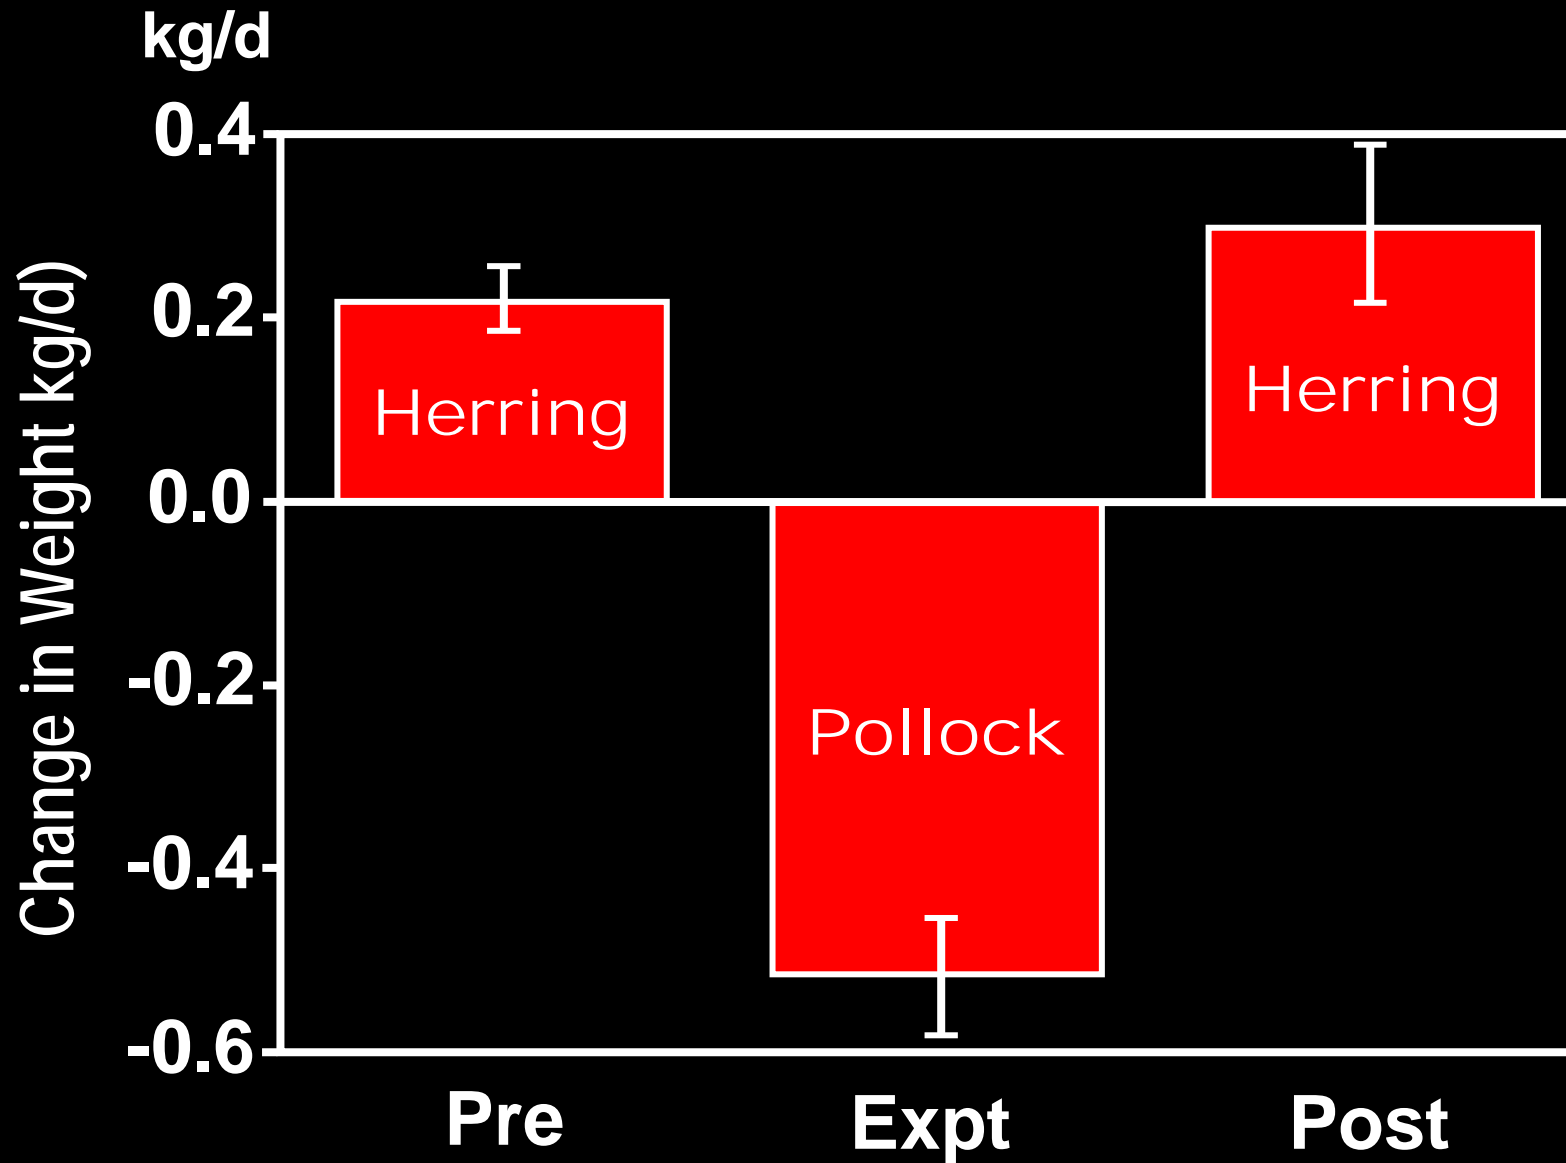 kg/d
0.4
0.2
0.0
-0.2
-0.4
-0.6
Change in Weight kg/d)
Herring
Pollock
Herring
Pre
Expt
Post